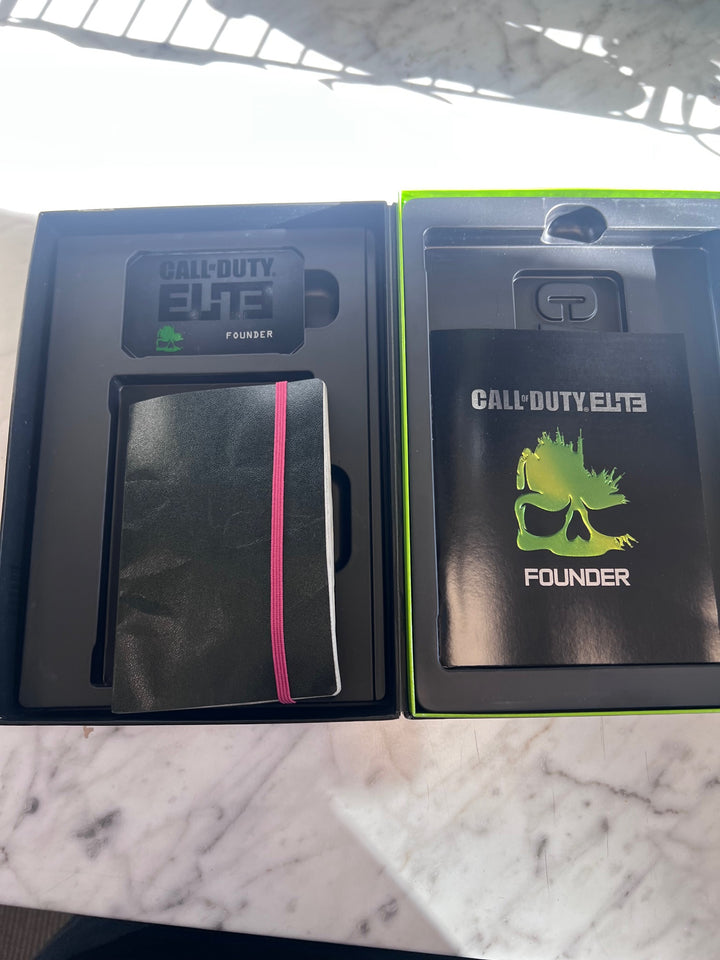 CALL OF DUTY®
ELITE
FOUNDER
CALL OF DUTY® ELITE
FOUNDER